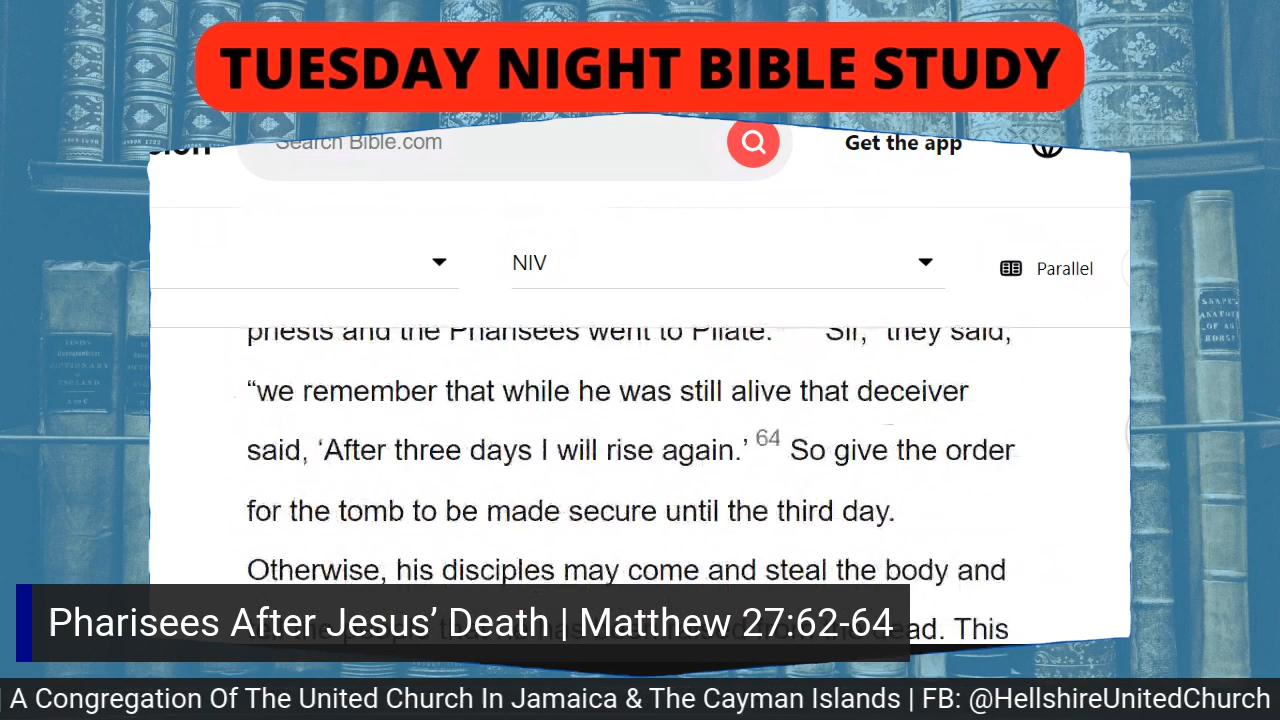 TUESDAY NIGHT BIBLE STUDY
Search Bible.com
Get the app
NIV
Parallel
priests and the Pharisees went to Pilate. “Sir,” they said,
“we remember that while he was still alive that deceiver
said, ‘After three days I will rise again.’ 64 So give the order
for the tomb to be made secure until the third day.
Otherwise, his disciples may come and steal the body and
dead. This
Pharisees After Jesus’ Death | Matthew 27:62-64
| A Congregation Of The United Church In Jamaica & The Cayman Islands | FB: @HellshireUnitedChurch